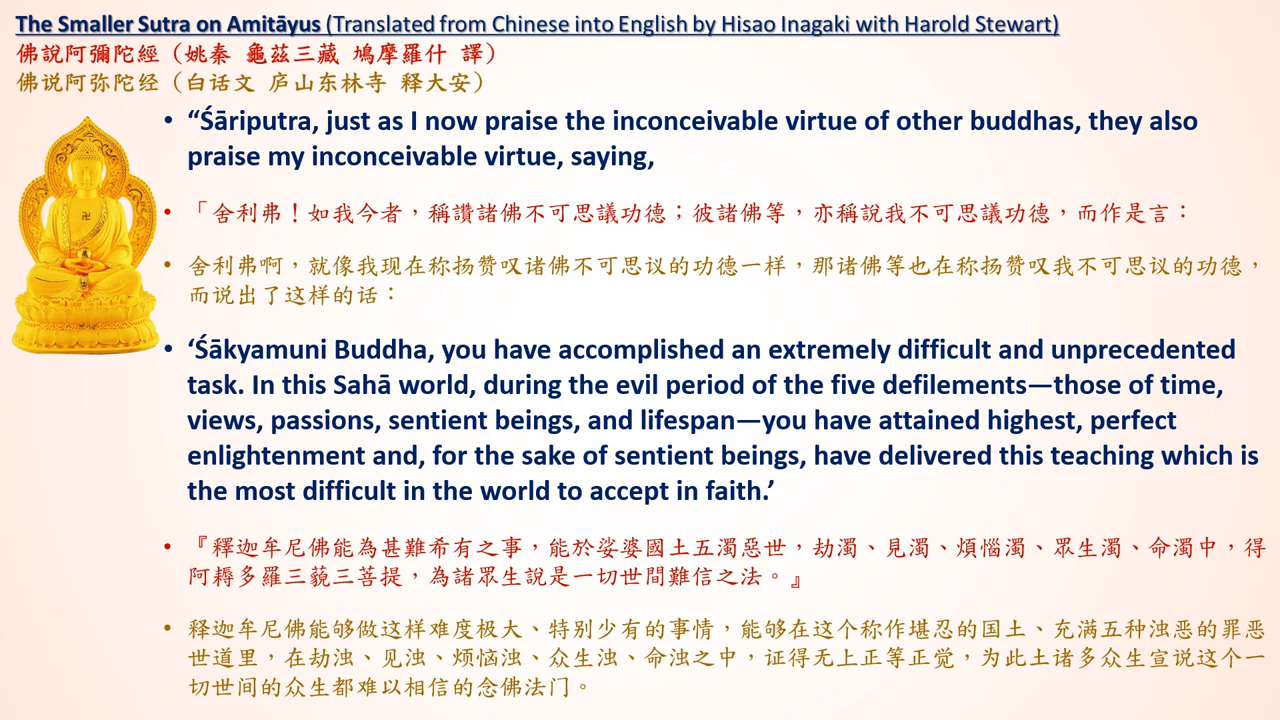 The Smaller Sutra on Amitāyus (Translated from Chinese into English by Hisao Inagaki with Harold Stewart)
佛說阿彌陀經（姚秦 龜茲三藏 鳩摩羅什 譯）
佛说阿弥陀经（白话文 庐山东林寺 释大安）
• “Śāriputra, just as I now praise the inconceivable virtue of other buddhas, they also
praise my inconceivable virtue, saying,
• 「舍利弗！如我今者，稱讚諸佛不可思議功德；彼諸佛等，亦稱說我不可思議功德，而作是言：
• 舍利弗啊，就像我现在称扬赞叹诸佛不可思议的功德一样，那诸佛等也在称扬赞叹我不可思议的功德，
而说出了这样的话：
• ‘Śākyamuni Buddha, you have accomplished an extremely difficult and unprecedented
task. In this Sahā world, during the evil period of the five defilements—those of time,
views, passions, sentient beings, and lifespan—you have attained highest, perfect
enlightenment and, for the sake of sentient beings, have delivered this teaching which is
the most difficult in the world to accept in faith.’
• 『釋迦牟尼佛能為甚難希有之事，能於娑婆國土五濁惡世，劫濁、見濁、煩惱濁、眾生濁、命濁中，得
阿耨多羅三藐三菩提，為諸眾生說是一切世間難信之法。』
• 释迦牟尼佛能够做这样难度极大、特别少有的事情，能够在这个称作堪忍的国土、充满五种浊恶的罪恶
世道里，在劫浊、见浊、烦恼浊、众生浊、命浊之中，证得无上正等正觉，为此土诸多众生宣说这个一
切世间的众生都难以相信的念佛法门。